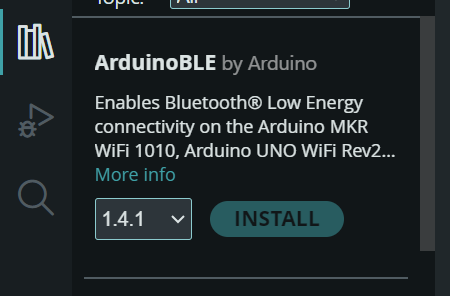 ArduinoBLE by Arduino
Enables Bluetooth® Low Energy
connectivity on the Arduino MKR
WiFi 1010, Arduino UNO WiFi Rev2...
More info
1.4.1
INSTALL